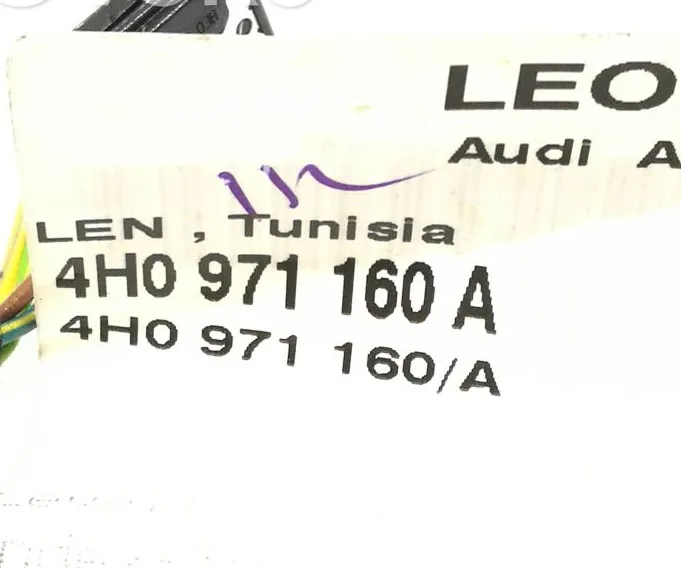 LEO
Audi A
LEN , Tunisia
4H0 971 160 A
4H0 971 160/A